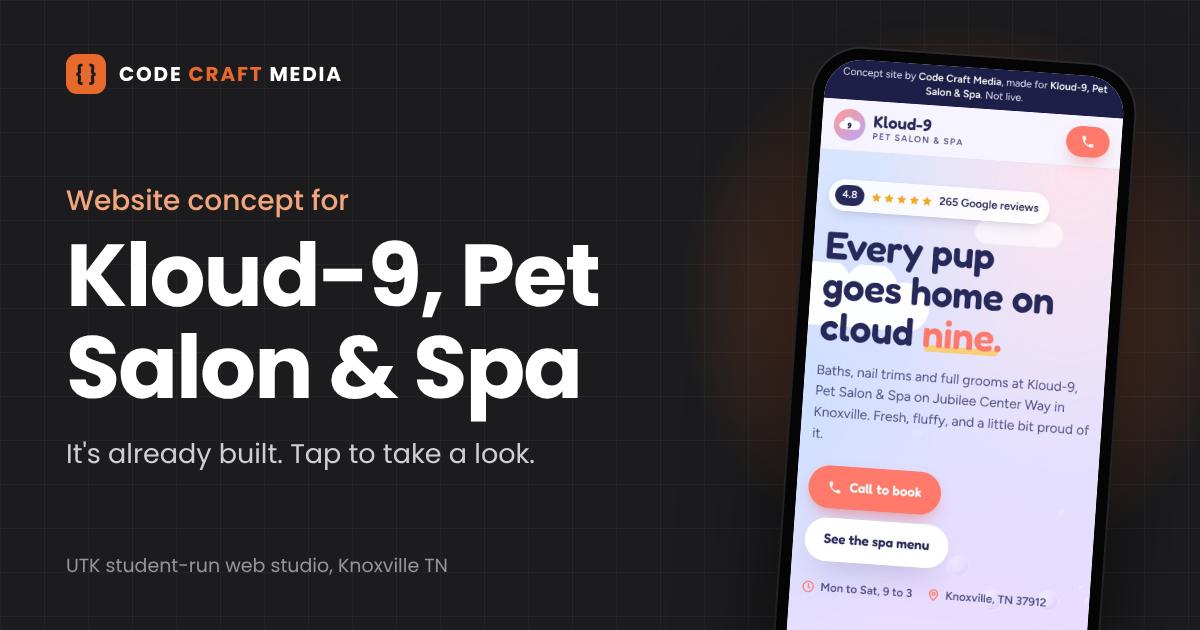 { } CODE CRAFT MEDIA
Website concept for
Kloud-9, Pet
Salon & Spa
It's already built. Tap to take a look.
UTK student-run web studio, Knoxville TN
Concept site by Code Craft Media, made for Kloud-9, Pet
Salon & Spa. Not live.
9
Kloud-9
PET SALON & SPA
4.8 ★★★★★ 265 Google reviews
Every pup
goes home on
cloud nine.
Baths, nail trims and full grooms at Kloud-9,
Pet Salon & Spa on Jubilee Center Way in
Knoxville. Fresh, fluffy, and a little bit proud of
it.
Call to book
See the spa menu
Mon to Sat, 9 to 3 Knoxville, TN 37912